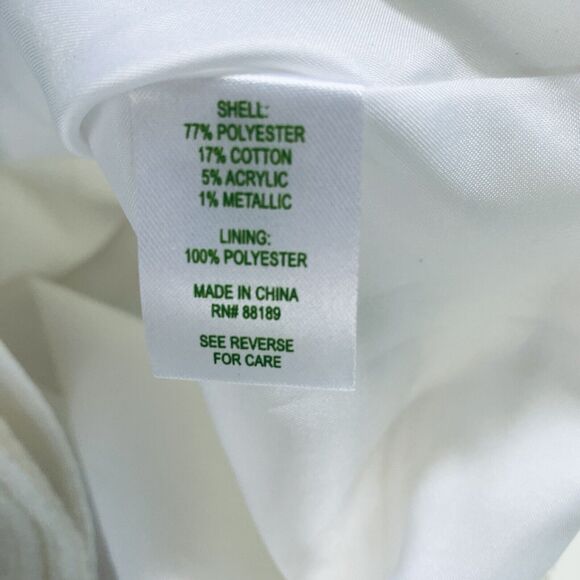 SHELL:
77% POLYESTER
17% COTTON
5% ACRYLIC
1% METALLIC
LINING:
100% POLYESTER
MADE IN CHINA
RN# 88189
SEE REVERSE
FOR CARE